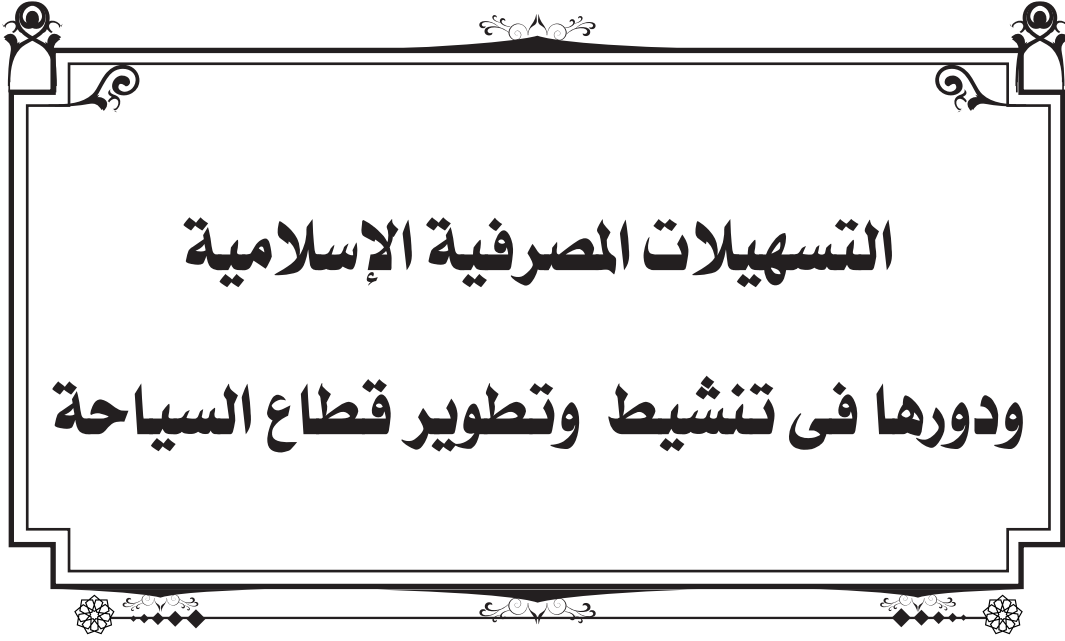 التسهيلات المصرفية الإسلامية
ودورها فى تنشيط وتطوير قطاع السياحة